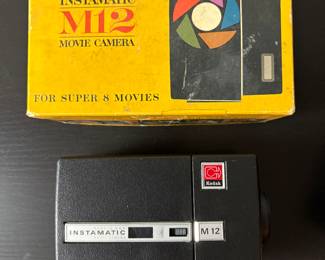 INSTAMATIC
M12
MOVIE CAMERA
FOR SUPER 8 MOVIES
Kodak
INSTAMATIC
M 12